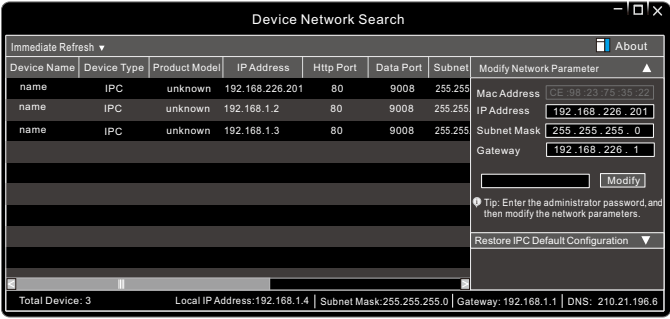 Device Network Search
Immediate Refresh ▼ About
Device Name Device Type Product Model IP Address Http Port Data Port Subnet
name IPC unknown 192.168.226.201 80 9008 255.255
name IPC unknown 192.168.1.2 80 9008 255.255
name IPC unknown 192.168.1.3 80 9008 255.255
Modify Network Parameter ▲
Mac Address CE :98 :23 :75 :35 :22
IP Address 192 .168 . 226 . 201
Subnet Mask 255 . 255 . 255 . 0
Gateway 192 .168 . 226 . 1
Modify
Tip: Enter the administrator password, and
then modify the network parameters.
Restore IPC Default Configuration ▼
Total Device: 3 Local IP Address:192.168.1.4 Subnet Mask:255.255.255.0 Gateway: 192.168.1.1 DNS: 210.21.196.6